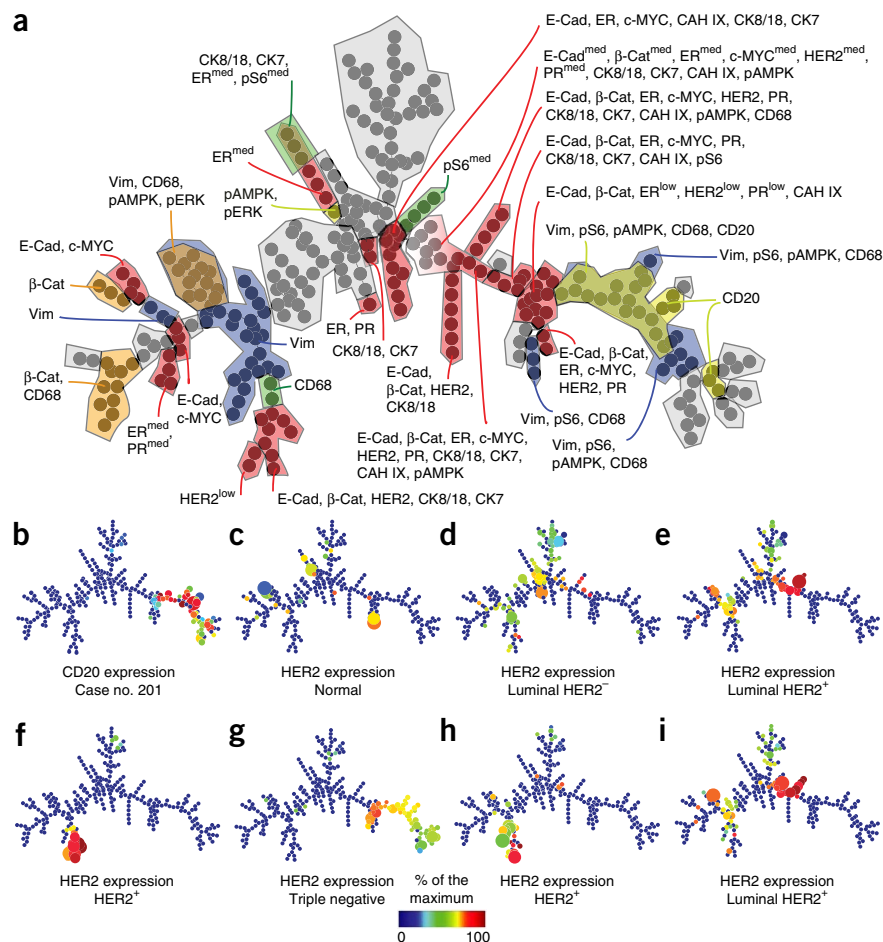 a
E-Cad, ER, c-MYC, CAH IX, CK8/18, CK7
E-Cadmed, β-Catmed, ERmed, c-MYCmed, HER2med,
PRmed, CK8/18, CK7, CAH IX, pAMPK
E-Cad, β-Cat, ER, c-MYC, HER2, PR,
CK8/18, CK7, CAH IX, pAMPK, CD68
E-Cad, β-Cat, ER, c-MYC, PR,
CK8/18, CK7, CAH IX, pS6
E-Cad, β-Cat, ERlow, HER2low, PRlow, CAH IX
CK8/18, CK7,
ERmed, pS6med
ERmed
pS6med
pAMPK,
pERK
Vim, CD68,
pAMPK, pERK
E-Cad, c-MYC
β-Cat
Vim
β-Cat,
CD68
ERmed,
PRmed
E-Cad,
c-MYC
Vim
CD68
HER2low
E-Cad, β-Cat, HER2, CK8/18, CK7
ER, PR
CK8/18, CK7
E-Cad,
β-Cat, HER2,
CK8/18
E-Cad, β-Cat, ER, c-MYC,
HER2, PR, CK8/18, CK7,
CAH IX, pAMPK
Vim, pS6, pAMPK, CD68, CD20
Vim, pS6, pAMPK, CD68
CD20
E-Cad, β-Cat,
ER, c-MYC,
HER2, PR
Vim, pS6, CD68
Vim, pS6,
pAMPK, CD68
b
CD20 expression
Case no. 201
c
HER2 expression
Normal
d
HER2 expression
Luminal HER2−
e
HER2 expression
Luminal HER2+
f
HER2 expression
HER2+
g
HER2 expression
Triple negative
h
HER2 expression
HER2+
i
HER2 expression
Luminal HER2+
% of the
maximum
0 100